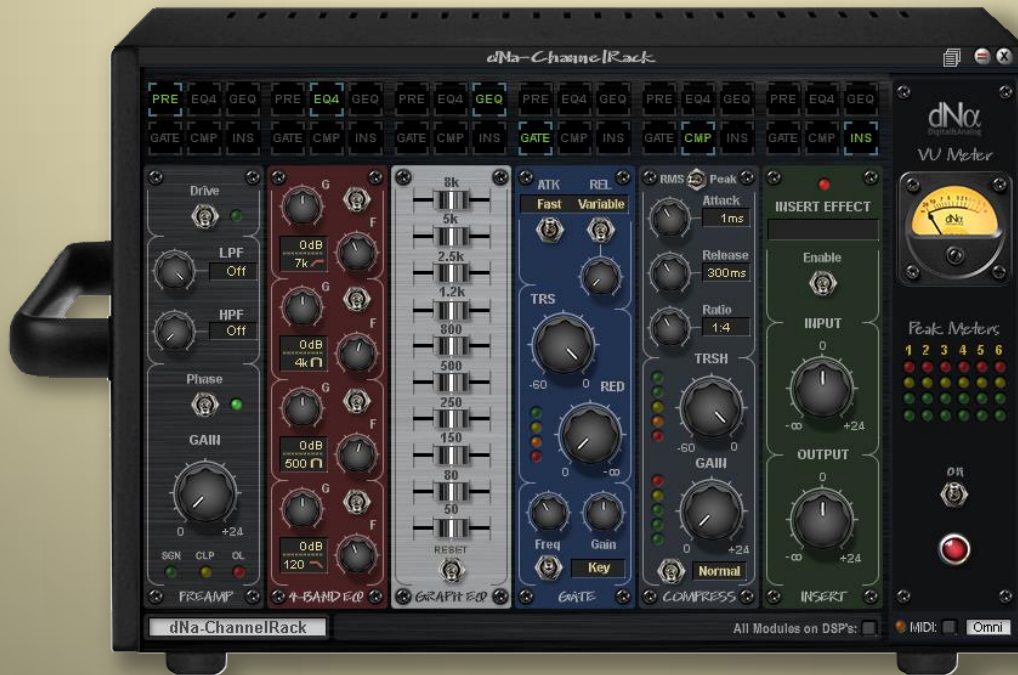 dNa-ChannelRack
PRE EQ4 GEQ PRE EQ4 GEQ PRE EQ4 GEQ PRE EQ4 GEQ PRE EQ4 GEQ PRE EQ4 GEQ
GATE CMP INS GATE CMP INS GATE CMP INS GATE CMP INS GATE CMP INS GATE CMP INS
Drive
LPF
Off
HPF
Off
Phase
GAIN
0 +24
SGN CLP OL
PREAMP
G
F
0dB
7k
G
F
0dB
4k
G
F
0dB
500
G
F
0dB
120
4-BAND EQ
8k
5k
2.5k
1.2k
800
500
250
150
80
50
RESET
GRAPH EQ
ATK REL
Fast Variable
TRS
-60 0
RED
0 -∞
Freq Gain
Key
GATE
RMS Peak
Attack
1ms
Release
300ms
Ratio
1:4
TRSH
-60 0
GAIN
0 +24
Normal
COMPRESS
INSERT EFFECT
Enable
INPUT
0
-∞ +24
OUTPUT
0
-∞ +24
INSERT
dNα
Digital&Analog
VU Meter
dNα
Peak Meters
1 2 3 4 5 6
on
dNa-ChannelRack
All Modules on DSP's:
MIDI: Omni